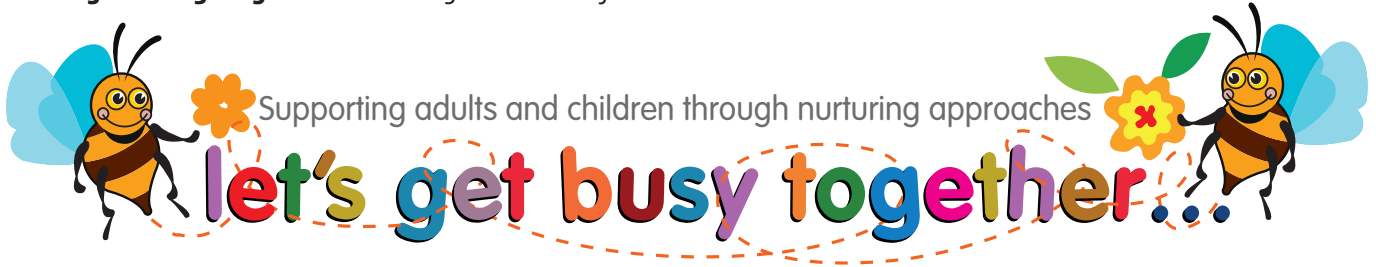 Supporting adults and children through nurturing approaches
let's get busy together...